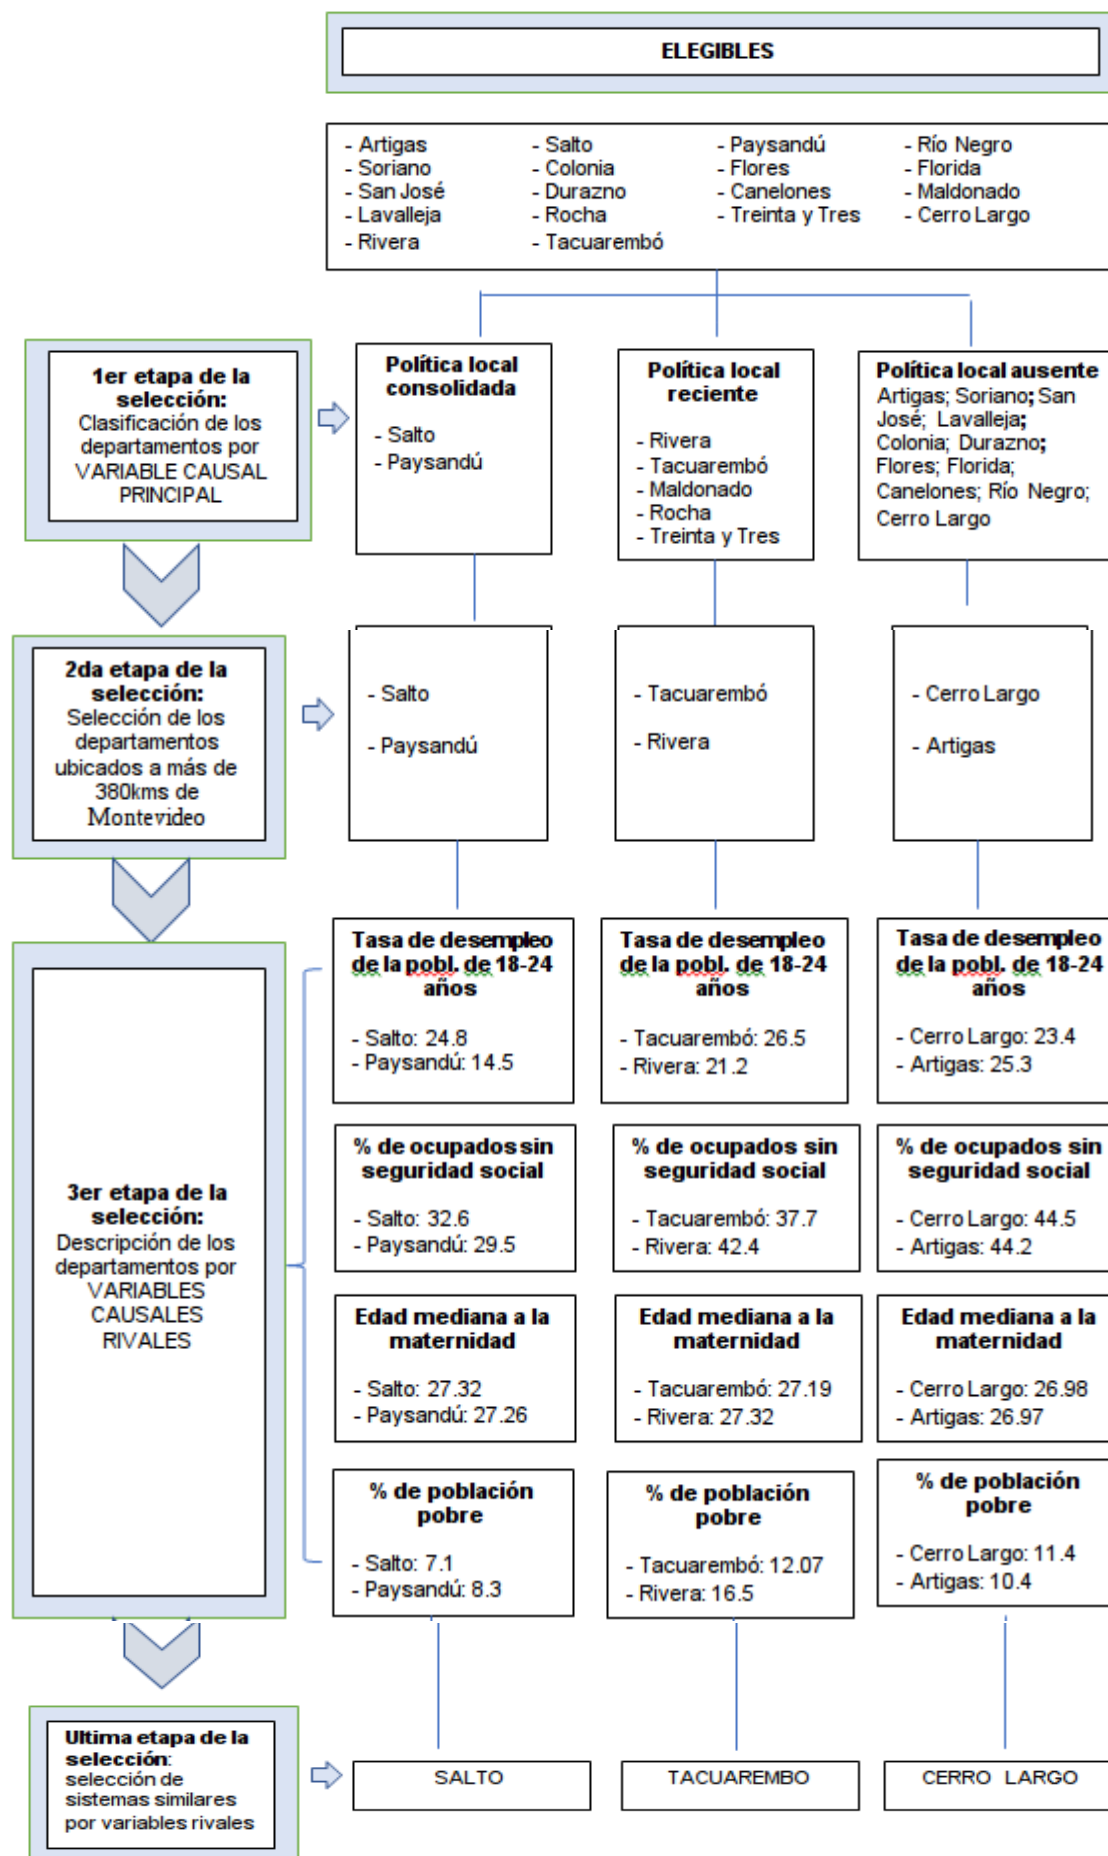 ELEGIBLES
- Artigas - Salto - Paysandú - Río Negro
- Soriano - Colonia - Flores - Florida
- San José - Durazno - Canelones - Maldonado
- Lavalleja - Rocha - Treinta y Tres - Cerro Largo
- Rivera - Tacuarembó
1er etapa de la
selección:
Clasificación de los
departamentos por
VARIABLE CAUSAL
PRINCIPAL
Política local
consolidada
- Salto
- Paysandú
Política local
reciente
- Rivera
- Tacuarembó
- Maldonado
- Rocha
- Treinta y Tres
Política local ausente
Artigas; Soriano; San
José; Lavalleja;
Colonia; Durazno;
Flores; Florida;
Canelones; Río Negro;
Cerro Largo
2da etapa de la
selección:
Selección de los
departamentos
ubicados a más de
380kms de
Montevideo
- Salto
- Paysandú
- Tacuarembó
- Rivera
- Cerro Largo
- Artigas
3er etapa de la
selección:
Descripción de los
departamentos por
VARIABLES
CAUSALES
RIVALES
Tasa de desempleo
de la pobl. de 18-24
años
- Salto: 24.8
- Paysandú: 14.5
Tasa de desempleo
de la pobl. de 18-24
años
- Tacuarembó: 26.5
- Rivera: 21.2
Tasa de desempleo
de la pobl. de 18-24
años
- Cerro Largo: 23.4
- Artigas: 25.3
% de ocupados sin
seguridad social
- Salto: 32.6
- Paysandú: 29.5
% de ocupados sin
seguridad social
- Tacuarembó: 37.7
- Rivera: 42.4
% de ocupados sin
seguridad social
- Cerro Largo: 44.5
- Artigas: 44.2
Edad mediana a la
maternidad
- Salto: 27.32
- Paysandú: 27.26
Edad mediana a la
maternidad
- Tacuarembó: 27.19
- Rivera: 27.32
Edad mediana a la
maternidad
- Cerro Largo: 26.98
- Artigas: 26.97
% de población
pobre
- Salto: 7.1
- Paysandú: 8.3
% de población
pobre
- Tacuarembó: 12.07
- Rivera: 16.5
% de población
pobre
- Cerro Largo: 11.4
- Artigas: 10.4
Ultima etapa de la
selección:
selección de
sistemas similares
por variables rivales
SALTO
TACUAREMBO
CERRO LARGO